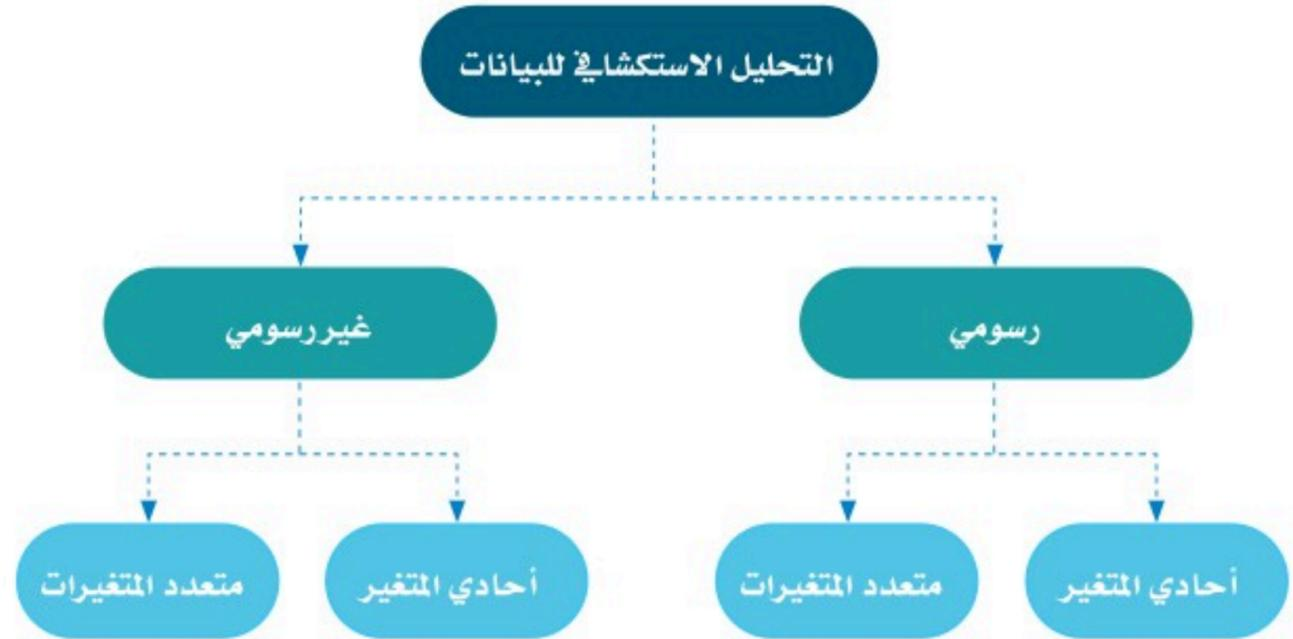 التحليل الاستكشافي للبيانات
رسومي
غير رسومي
أحادي المتغير
متعدد المتغيرات
أحادي المتغير
متعدد المتغيرات